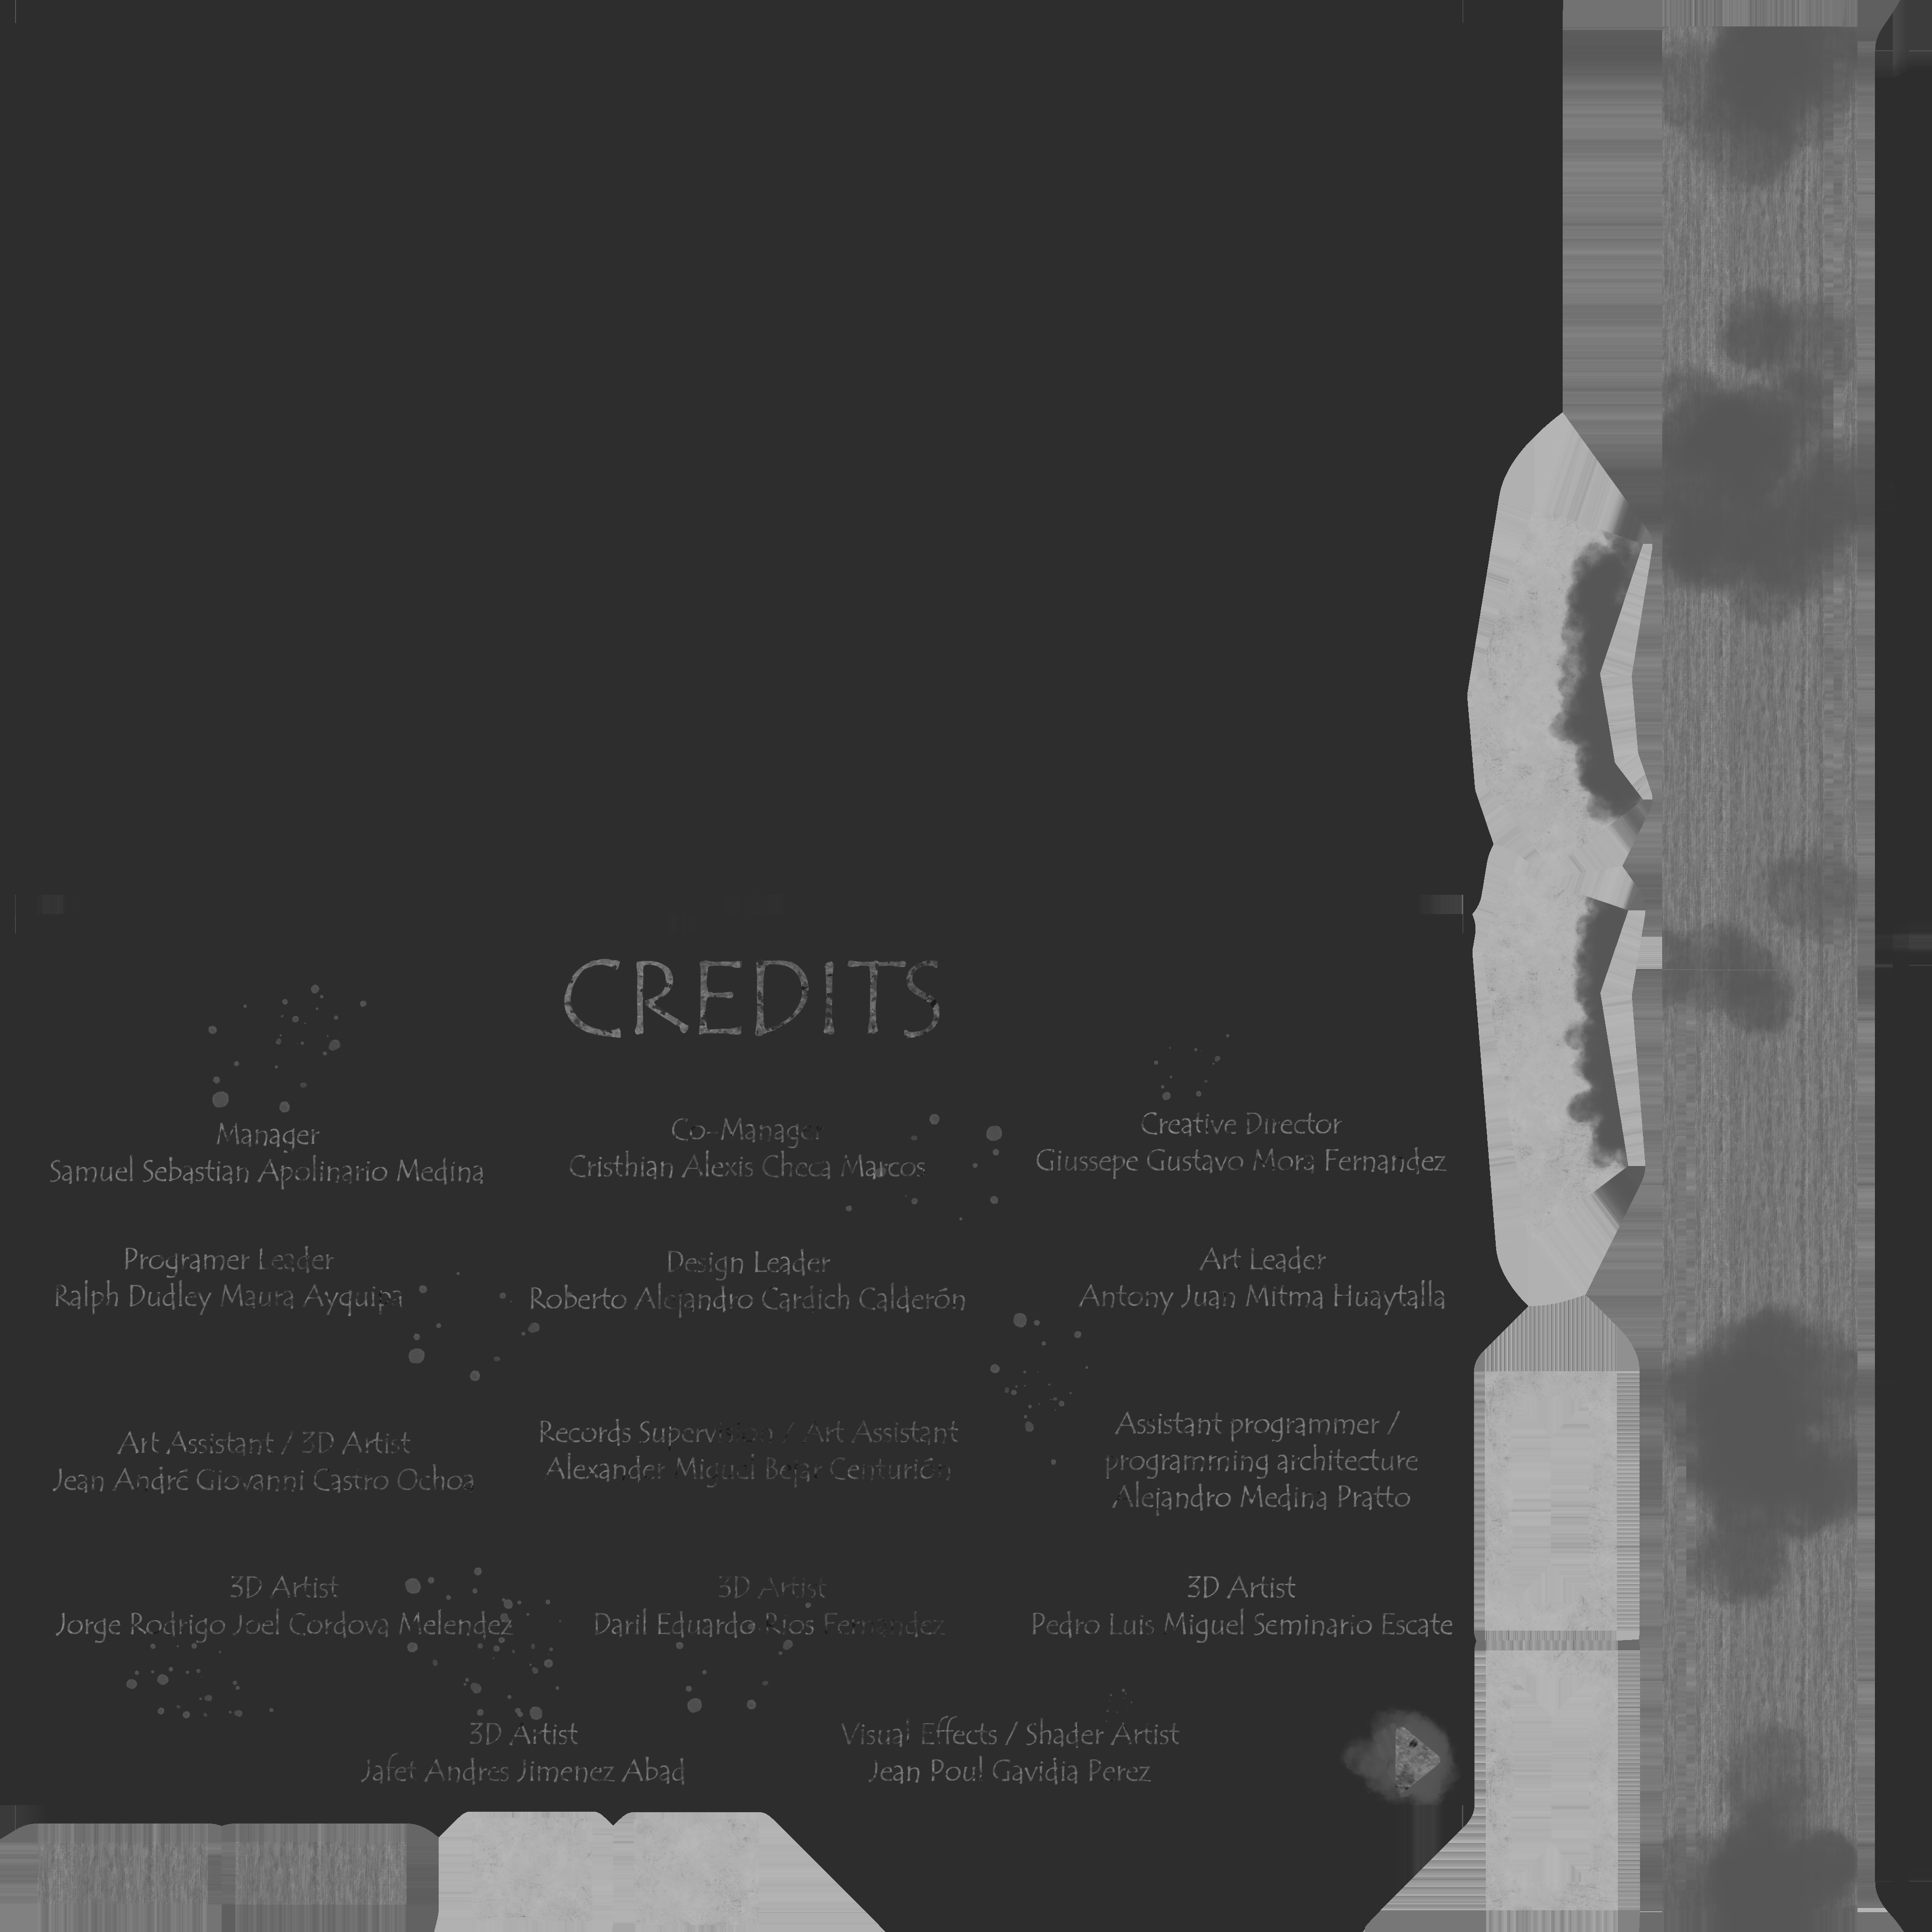 CREDITS
Manager
Samuel Sebastian Apolinario Medina
Co-Manager
Cristhian Alexis Checa Marcos
Creative Director
Giussepe Gustavo Mora Fernandez
Programer Leader
Ralph Dudley Maura Ayquipa
Design Leader
Roberto Alejandro Cardich Calderón
Art Leader
Antony Juan Mitma Huaytalla
Art Assistant / 3D Artist
Jean André Giovanni Castro Ochoa
Records Supervision / Art Assistant
Alexander Miguel Bejar Centurión
Assistant programmer /
programming architecture
Alejandro Medina Pratto
3D Artist
Jorge Rodrigo Joel Cordova Melendez
3D Artist
Daril Eduardo Rios Fernandez
3D Artist
Pedro Luis Miguel Seminario Escate
3D Artist
Jafet Andres Jimenez Abad
Visual Effects / Shader Artist
Jean Poul Gavidia Perez